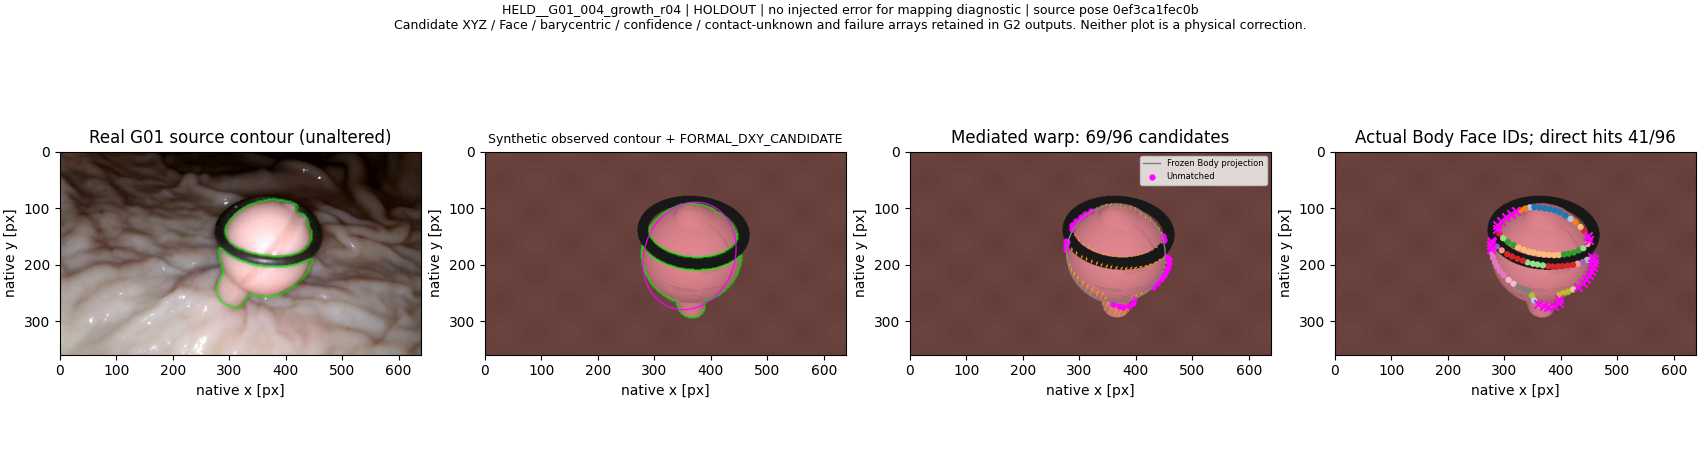 HELD__G01_004_growth_r04 | HOLDOUT | no injected error for mapping diagnostic | source pose 0ef3ca1fec0b
Candidate XYZ / Face / barycentric / confidence / contact-unknown and failure arrays retained in G2 outputs. Neither plot is a physical correction.
Real G01 source contour (unaltered)
0
100
200
300
0 100 200 300 400 500 600
native x [px]
native y [px]
Synthetic observed contour + FORMAL_DXY_CANDIDATE
0
100
200
300
0 100 200 300 400 500 600
native x [px]
native y [px]
Mediated warp: 69/96 candidates
Frozen Body projection
Unmatched
0
100
200
300
0 100 200 300 400 500 600
native x [px]
native y [px]
Actual Body Face IDs; direct hits 41/96
0
100
200
300
0 100 200 300 400 500 600
native x [px]
native y [px]